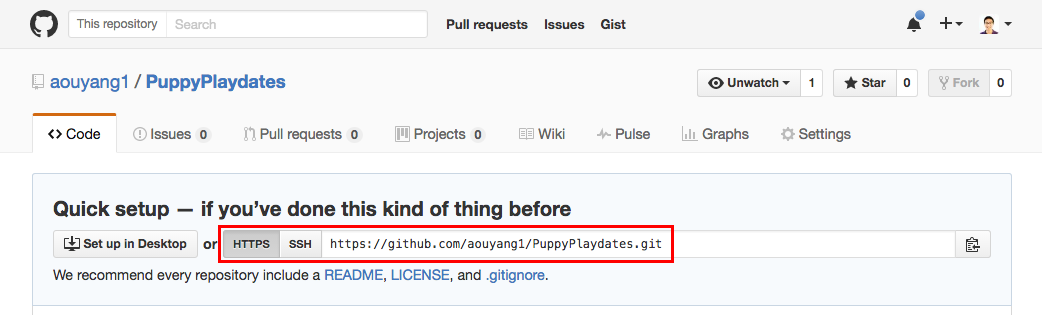 This repository Search Pull requests Issues Gist
aouyang1 / PuppyPlaydates Unwatch 1 Star 0 Fork 0
Code Issues 0 Pull requests 0 Projects 0 Wiki Pulse Graphs Settings
Quick setup — if you’ve done this kind of thing before
Set up in Desktop or HTTPS SSH https://github.com/aouyang1/PuppyPlaydates.git
We recommend every repository include a README, LICENSE, and .gitignore.